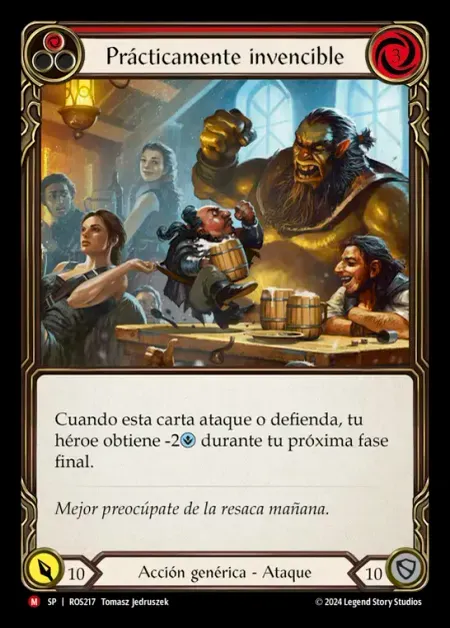 Prácticamente invencible
3
Cuando esta carta ataque o defienda, tu
héroe obtiene -2 durante tu próxima fase
final.
Mejor preocúpate de la resaca mañana.
10
Acción genérica - Ataque
10
M SP | ROS217 Tomasz Jedruszek
© 2024 Legend Story Studios